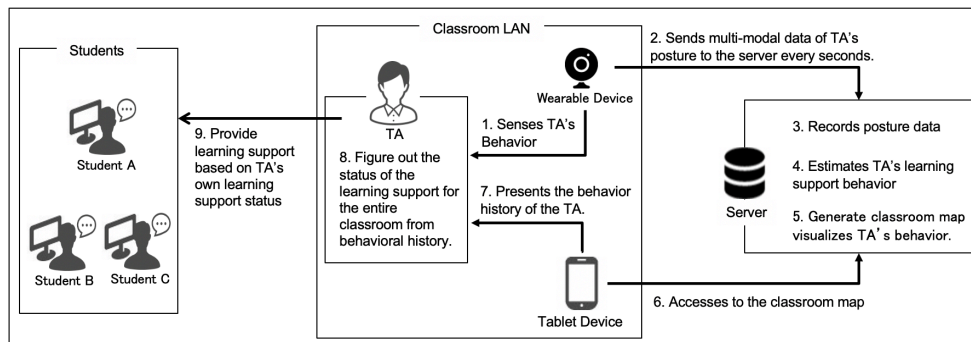 Students
Classroom LAN
2. Sends multi-modal data of TA's
posture to the server every seconds.
Wearable Device
TA
1. Senses TA's
Behavior
9. Provide
learning support
based on TA's
own learning
support status
Student A
8. Figure out the
status of the
learning support for
the entire
classroom from
behavioral history.
7. Presents the behavior
history of the TA.
3. Records posture data
4. Estimates TA's learning
support behavior
5. Generate classroom map
visualizes TA's behavior.
Server
Student B
Student C
6. Accesses to the classroom map
Tablet Device